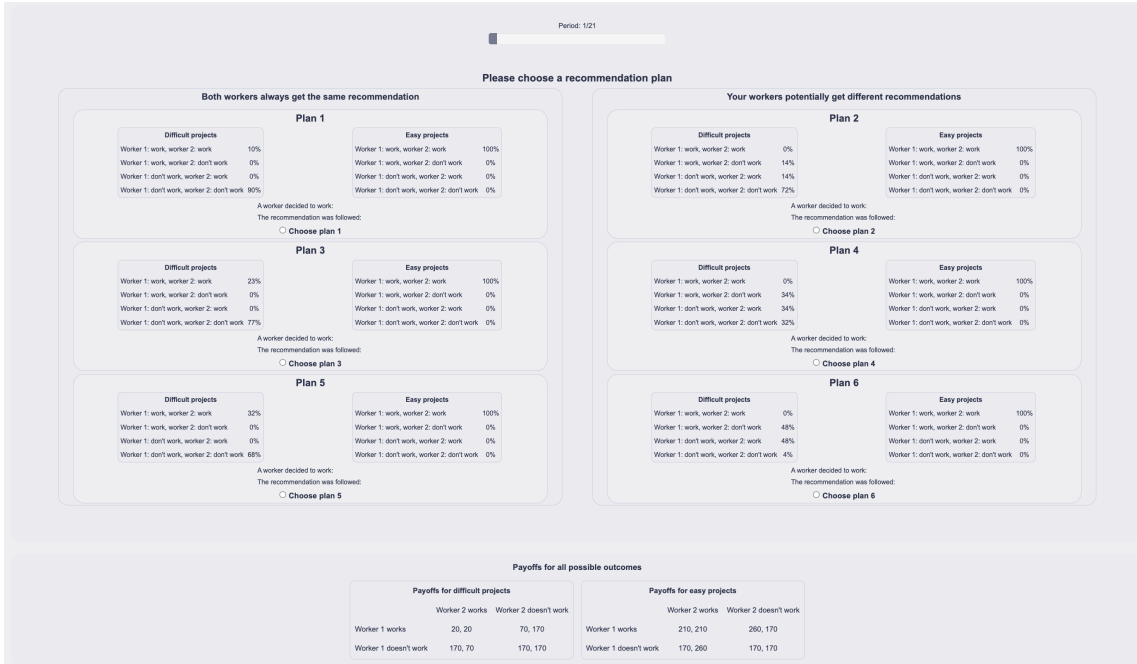 Period: 1/21
Please choose a recommendation plan
Both workers always get the same recommendation
Plan 1
Difficult projects
Worker 1: work, worker 2: work 10%
Worker 1: work, worker 2: don't work 0%
Worker 1: don't work, worker 2: work 0%
Worker 1: don't work, worker 2: don't work 90%
Easy projects
Worker 1: work, worker 2: work 100%
Worker 1: work, worker 2: don't work 0%
Worker 1: don't work, worker 2: work 0%
Worker 1: don't work, worker 2: don't work 0%
A worker decided to work:
The recommendation was followed:
Choose plan 1
Plan 3
Difficult projects
Worker 1: work, worker 2: work 23%
Worker 1: work, worker 2: don't work 0%
Worker 1: don't work, worker 2: work 0%
Worker 1: don't work, worker 2: don't work 77%
Easy projects
Worker 1: work, worker 2: work 100%
Worker 1: work, worker 2: don't work 0%
Worker 1: don't work, worker 2: work 0%
Worker 1: don't work, worker 2: don't work 0%
A worker decided to work:
The recommendation was followed:
Choose plan 3
Plan 5
Difficult projects
Worker 1: work, worker 2: work 32%
Worker 1: work, worker 2: don't work 0%
Worker 1: don't work, worker 2: work 0%
Worker 1: don't work, worker 2: don't work 68%
Easy projects
Worker 1: work, worker 2: work 100%
Worker 1: work, worker 2: don't work 0%
Worker 1: don't work, worker 2: work 0%
Worker 1: don't work, worker 2: don't work 0%
A worker decided to work:
The recommendation was followed:
Choose plan 5
Your workers potentially get different recommendations
Plan 2
Difficult projects
Worker 1: work, worker 2: work 0%
Worker 1: work, worker 2: don't work 14%
Worker 1: don't work, worker 2: work 14%
Worker 1: don't work, worker 2: don't work 72%
Easy projects
Worker 1: work, worker 2: work 100%
Worker 1: work, worker 2: don't work 0%
Worker 1: don't work, worker 2: work 0%
Worker 1: don't work, worker 2: don't work 0%
A worker decided to work:
The recommendation was followed:
Choose plan 2
Plan 4
Difficult projects
Worker 1: work, worker 2: work 0%
Worker 1: work, worker 2: don't work 34%
Worker 1: don't work, worker 2: work 34%
Worker 1: don't work, worker 2: don't work 32%
Easy projects
Worker 1: work, worker 2: work 100%
Worker 1: work, worker 2: don't work 0%
Worker 1: don't work, worker 2: work 0%
Worker 1: don't work, worker 2: don't work 0%
A worker decided to work:
The recommendation was followed:
Choose plan 4
Plan 6
Difficult projects
Worker 1: work, worker 2: work 0%
Worker 1: work, worker 2: don't work 48%
Worker 1: don't work, worker 2: work 48%
Worker 1: don't work, worker 2: don't work 4%
Easy projects
Worker 1: work, worker 2: work 100%
Worker 1: work, worker 2: don't work 0%
Worker 1: don't work, worker 2: work 0%
Worker 1: don't work, worker 2: don't work 0%
A worker decided to work:
The recommendation was followed:
Choose plan 6
Payoffs for all possible outcomes
Payoffs for difficult projects
Worker 2 works Worker 2 doesn't work
Worker 1 works 20, 20 70, 170
Worker 1 doesn't work 170, 70 170, 170
Payoffs for easy projects
Worker 2 works Worker 2 doesn't work
Worker 1 works 210, 210 260, 170
Worker 1 doesn't work 170, 260 170, 170